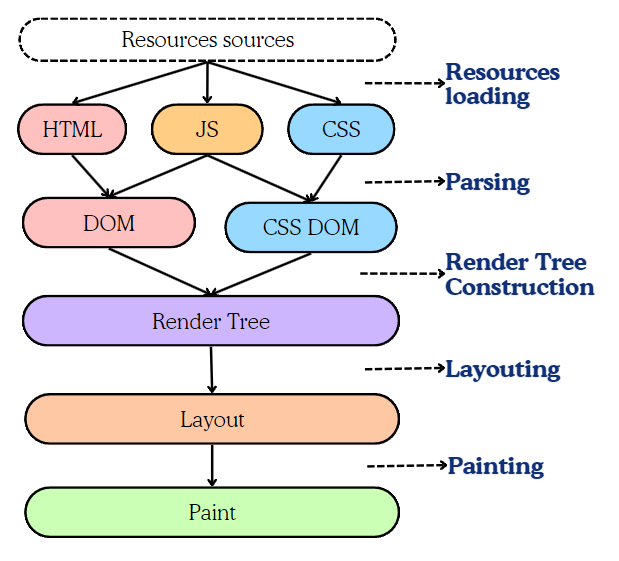 Resources sources
Resources
loading
HTML
JS
CSS
Parsing
DOM
CSS DOM
Render Tree
Construction
Render Tree
Layouting
Layout
Painting
Paint